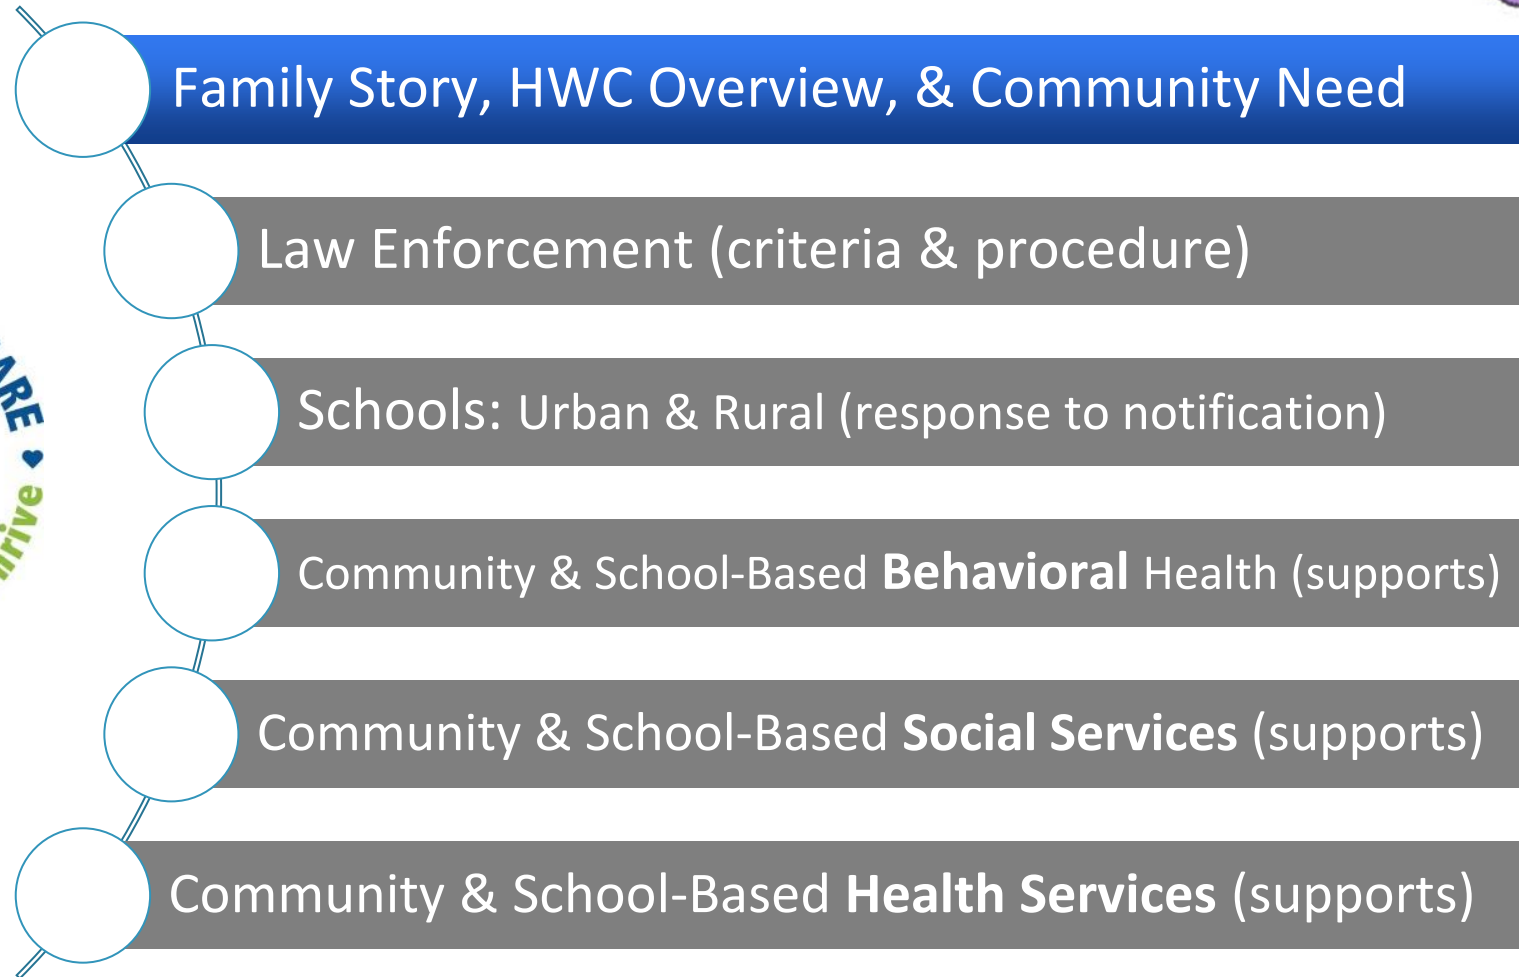 Family Story, HWC Overview, & Community Need
Law Enforcement (criteria & procedure)
Schools: Urban & Rural (response to notification)
Community & School-Based Behavioral Health (supports)
Community & School-Based Social Services (supports)
Community & School-Based Health Services (supports)